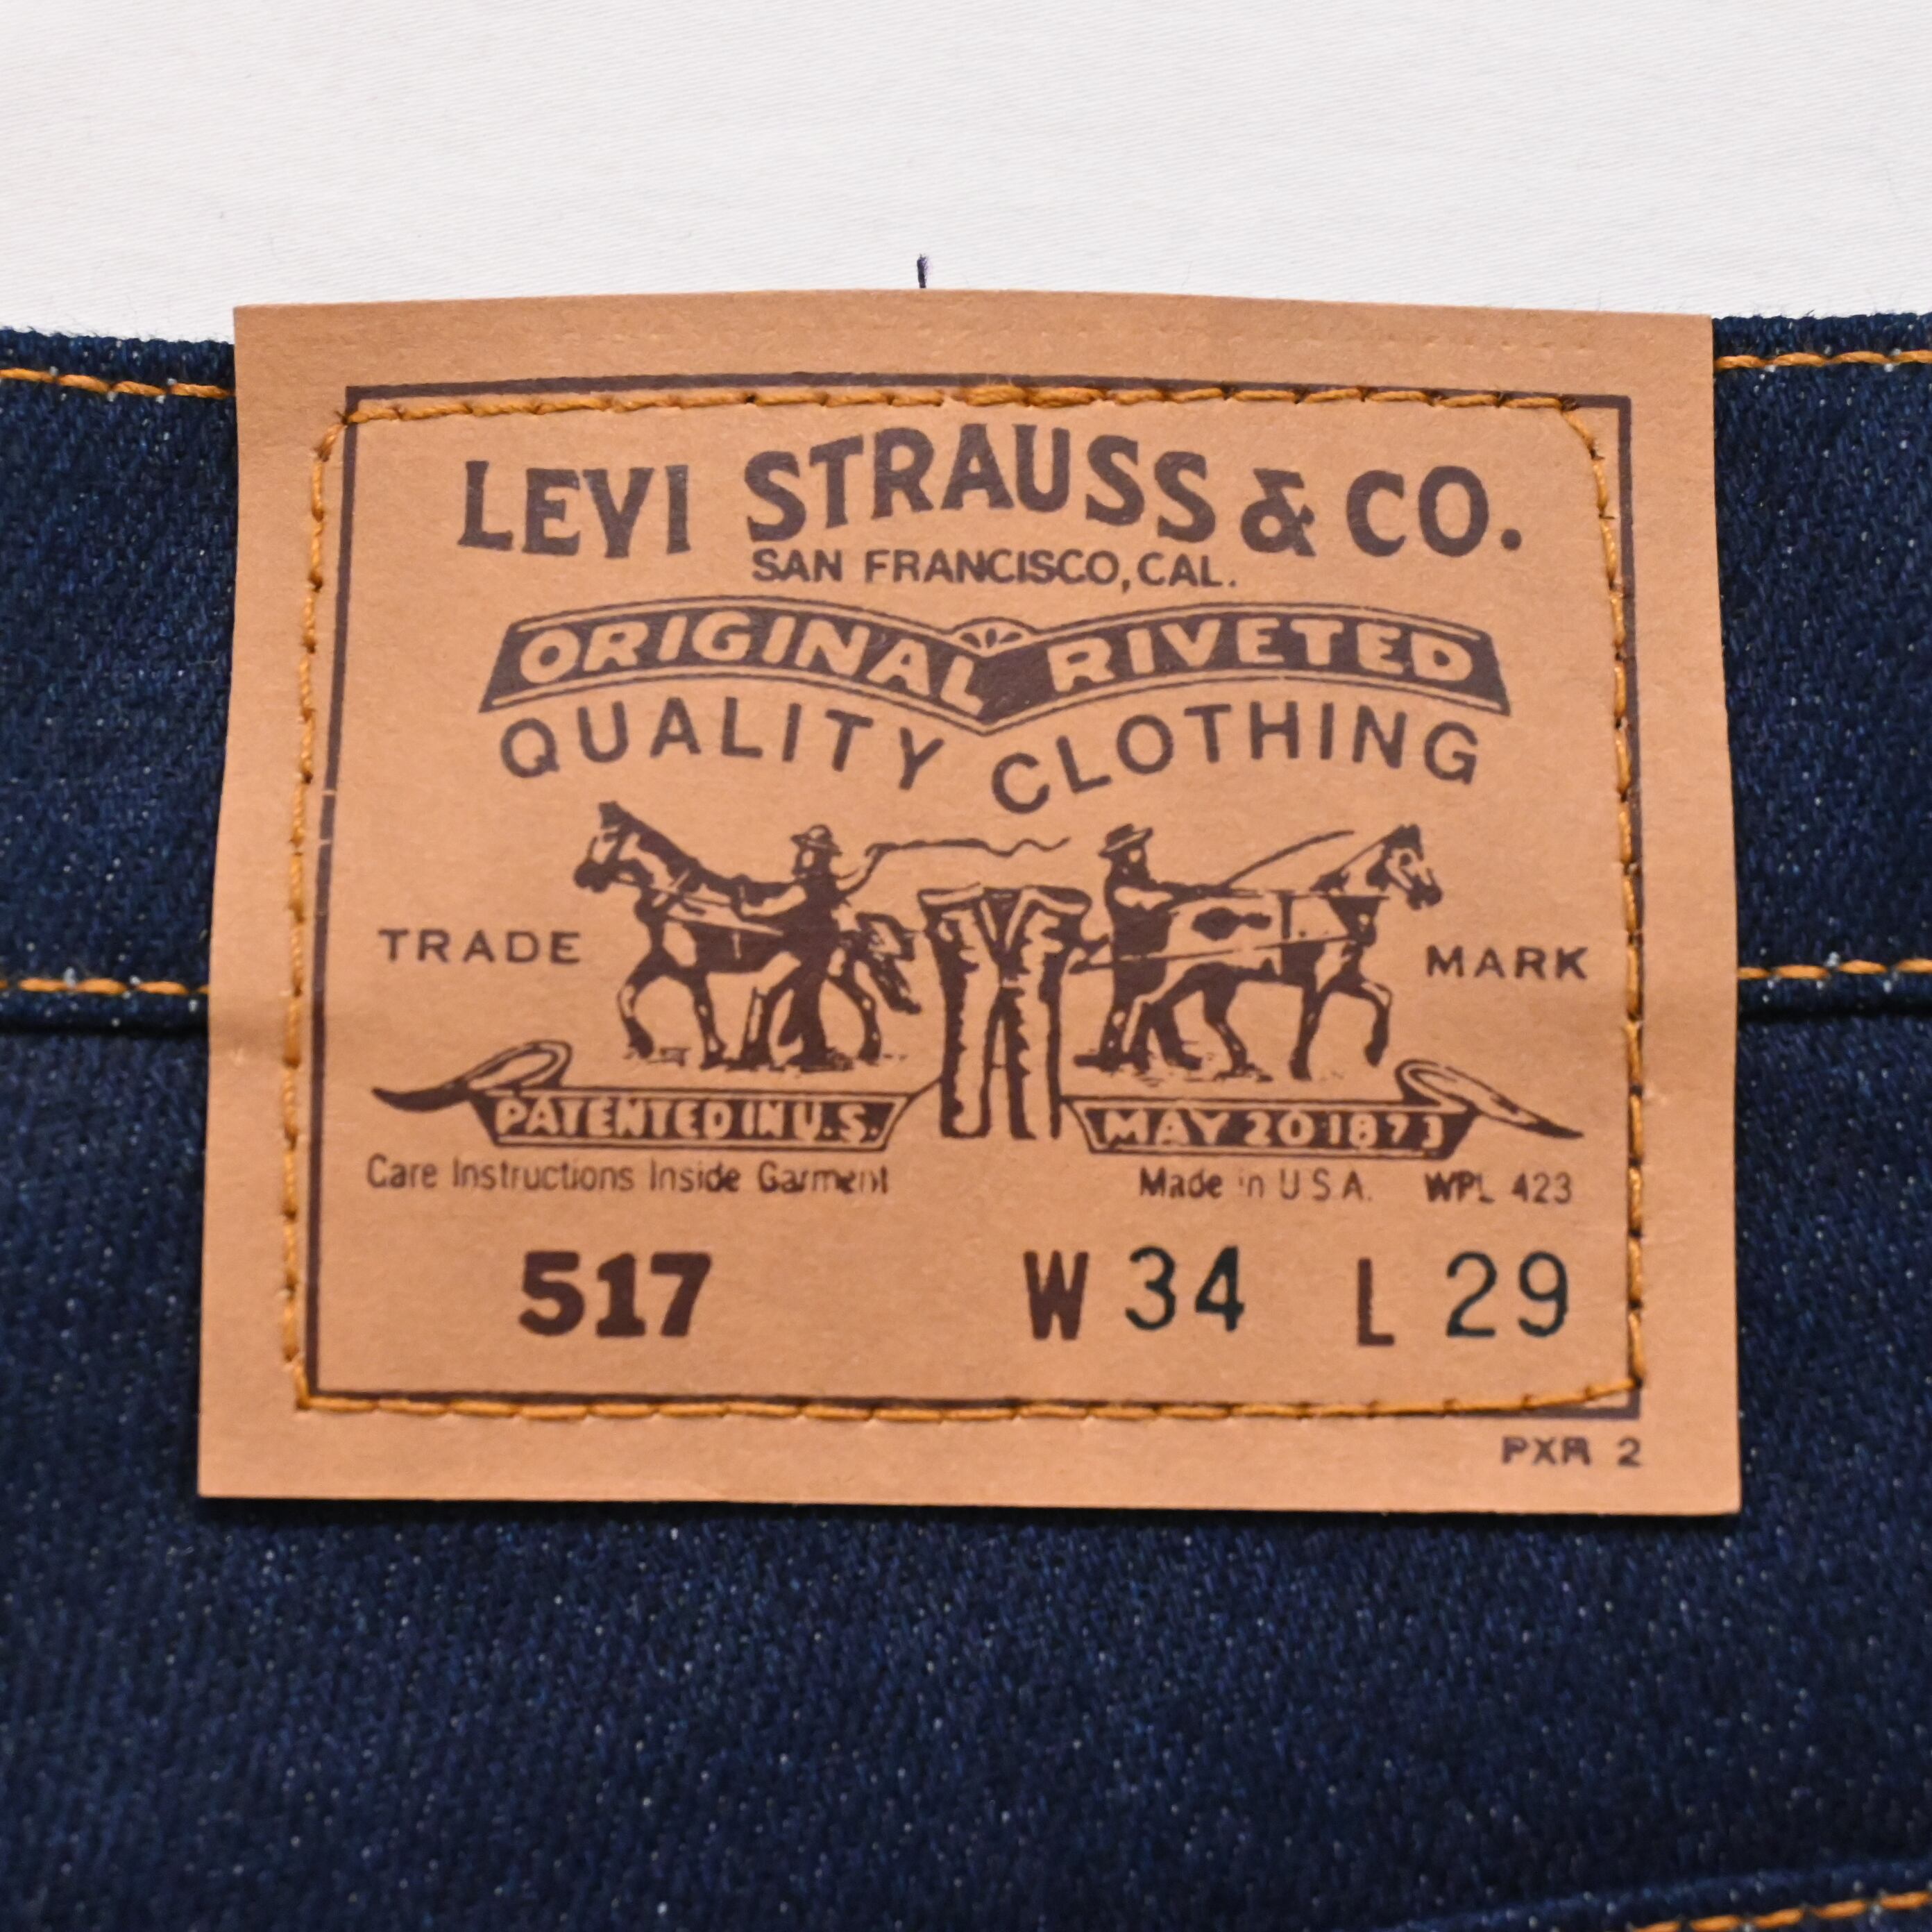 LEVI STRAUSS & CO.
SAN FRANCISCO, CAL.
ORIGINAL RIVETED
QUALITY CLOTHING
TRADE MARK
PATENTED IN U.S. MAY 20 1873
Care Instructions Inside Garment Made in U.S.A. WPL 423
517 W 34 L 29
PXR 2